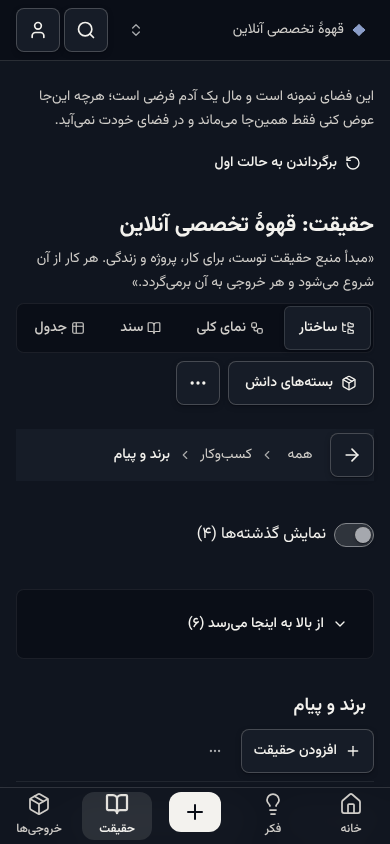 قهوهٔ تخصصی آنلاین
این فضای نمونه است و مال یک آدم فرضی است؛ هرچه این‌جا
عوض کنی فقط همین‌جا می‌ماند و در فضای خودت نمی‌آید.
برگرداندن به حالت اول
حقیقت: قهوهٔ تخصصی آنلاین
«مبدأ منبع حقیقت توست، برای کار، پروژه و زندگی. هر کار از آن
شروع می‌شود و هر خروجی به آن برمی‌گردد.»
ساختار نمای کلی سند جدول
بسته‌های دانش ...
همه › کسب‌وکار › برند و پیام
نمایش گذشته‌ها (۴)
از بالا به اینجا می‌رسد (۶)
برند و پیام
+ افزودن حقیقت ...
خانه فکر + حقیقت خروجی‌ها